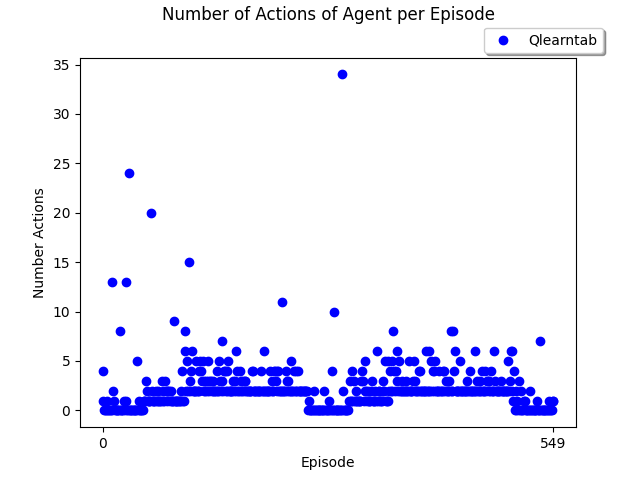 Number of Actions of Agent per Episode
Qlearntab
35
30
25
20
15
10
5
0
Number Actions
0 549
Episode